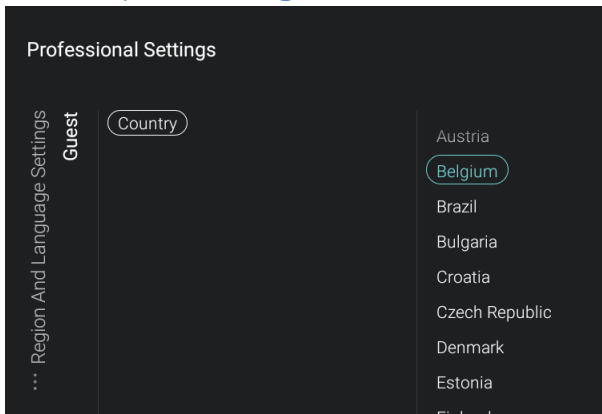 Professional Settings
... Region And Language Settings
Guest
Country
Austria
Belgium
Brazil
Bulgaria
Croatia
Czech Republic
Denmark
Estonia